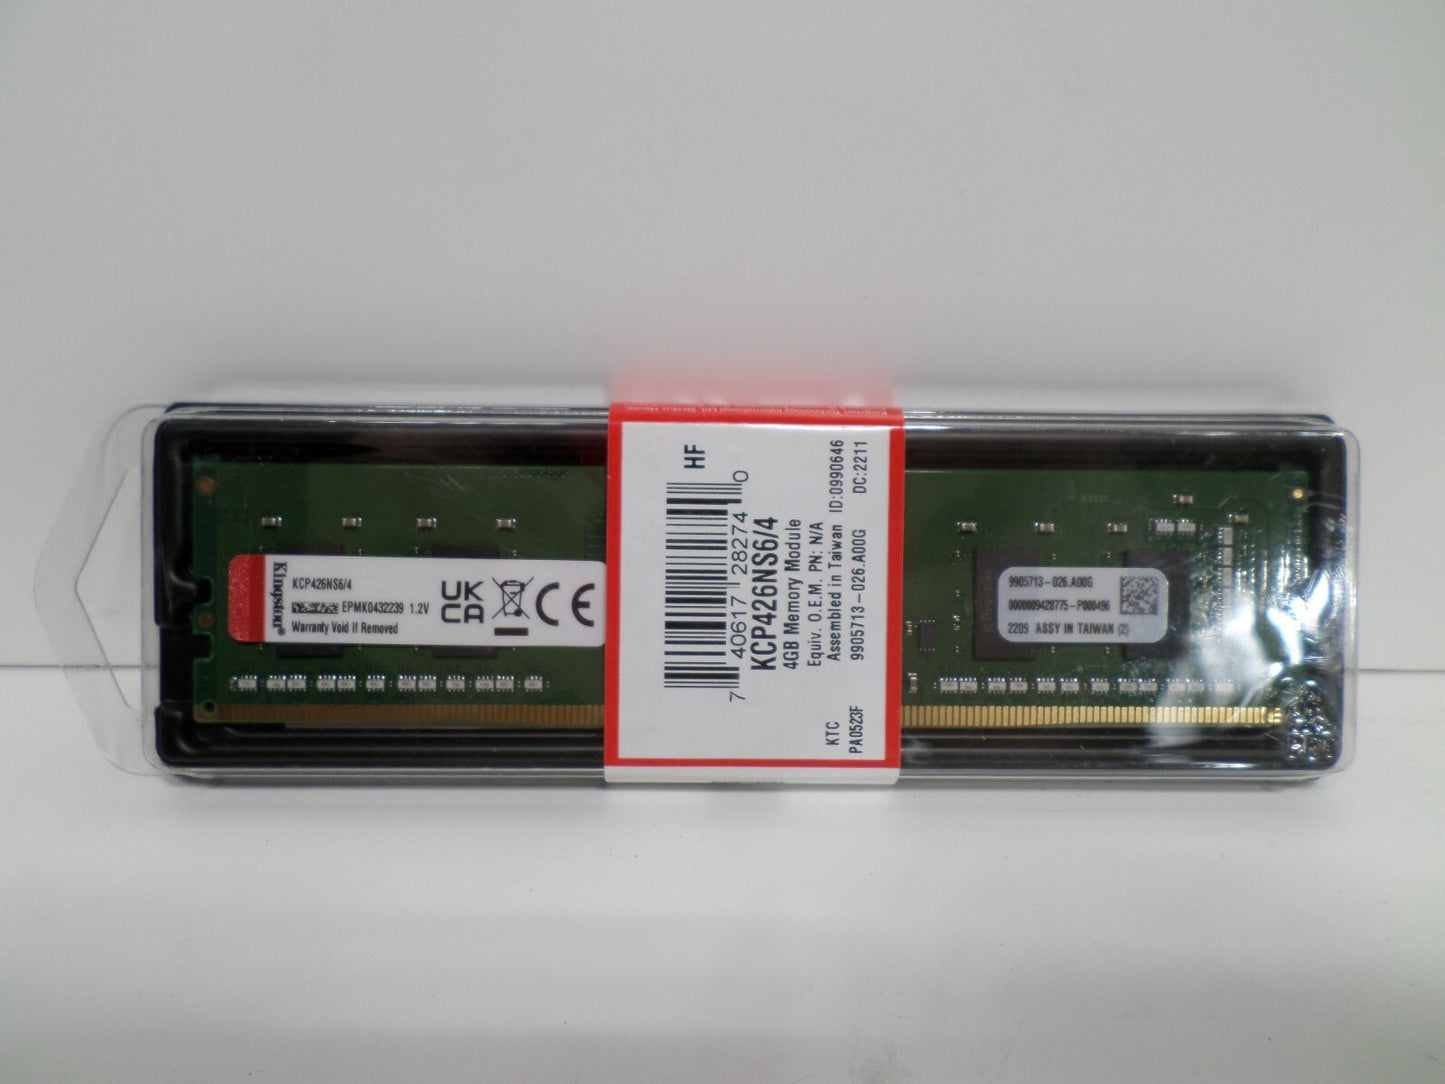 Kingston
KCP426NS6/4
EPMK0432239 1.2V
Warranty Void If Removed
UK
CA
CE
HF
7 40617 28274 0
KCP426NS6/4
4GB Memory Module
Equiv. O.E.M. PN: N/A
Assembled in Taiwan ID:0990646
9905713-026.A00G DC:2211
KTC
PA0523F
9905713-026.A00G
0000009428775-P000496
2209 ASSY IN TAIWAN (2)